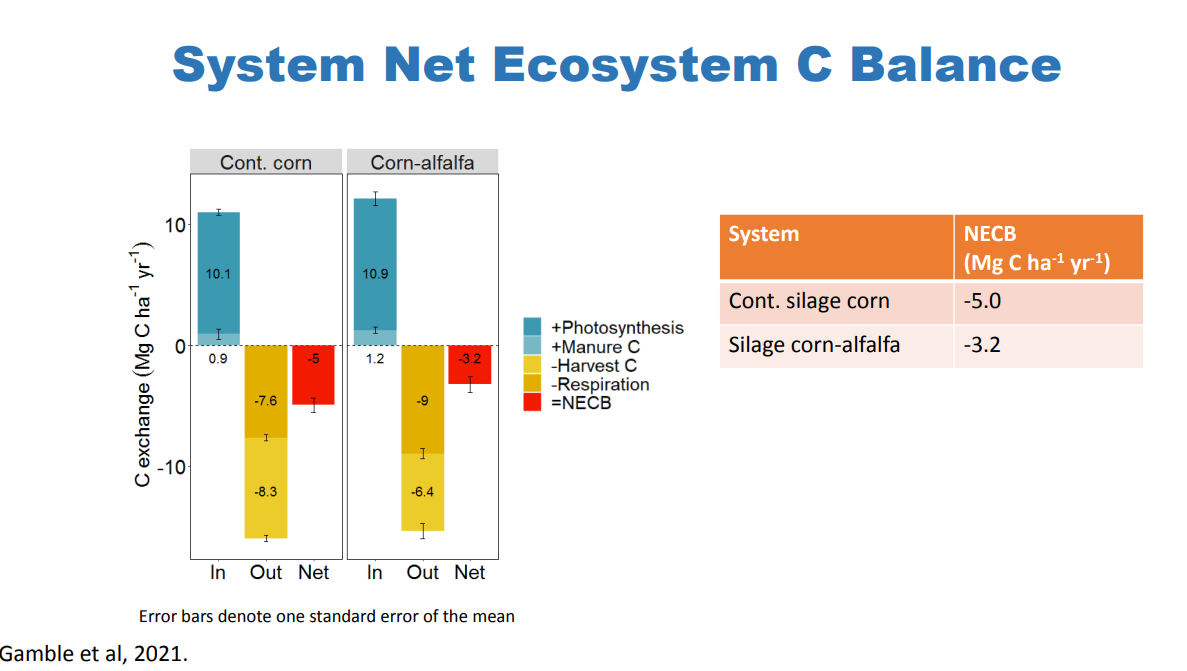 System Net Ecosystem C Balance
Cont. corn
Corn-alfalfa
C exchange (Mg C ha⁻¹ yr⁻¹)
10
0
-10
10.1
0.9
-7.6
-8.3
-5
10.9
1.2
-9
-6.4
-3.2
In Out Net
In Out Net
+Photosynthesis
+Manure C
-Harvest C
-Respiration
=NECB
System
NECB
(Mg C ha⁻¹ yr⁻¹)
Cont. silage corn
-5.0
Silage corn-alfalfa
-3.2
Error bars denote one standard error of the mean
Gamble et al, 2021.